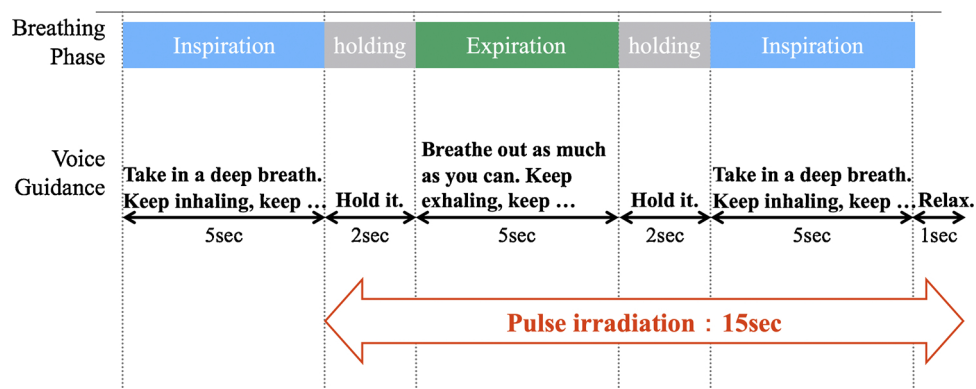 Breathing
Phase
Inspiration
holding
Expiration
holding
Inspiration
Voice
Guidance
Take in a deep breath.
Keep inhaling, keep …
Hold it.
Breathe out as much
as you can. Keep
exhaling, keep …
Hold it.
Take in a deep breath.
Keep inhaling, keep …
Relax.
5sec
2sec
5sec
2sec
5sec
1sec
Pulse irradiation：15sec